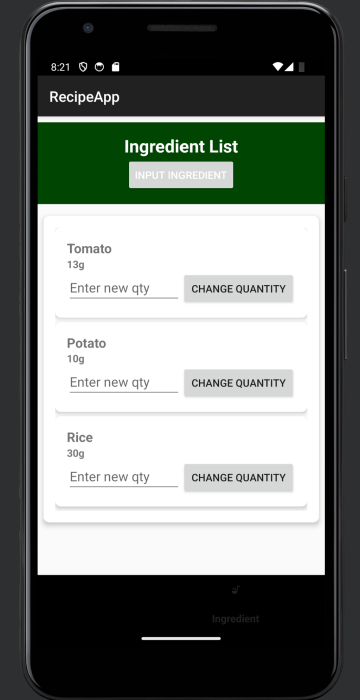 8:21
RecipeApp
Ingredient List
INPUT INGREDIENT
Tomato
13g
Enter new qty CHANGE QUANTITY
Potato
10g
Enter new qty CHANGE QUANTITY
Rice
30g
Enter new qty CHANGE QUANTITY
Ingredient